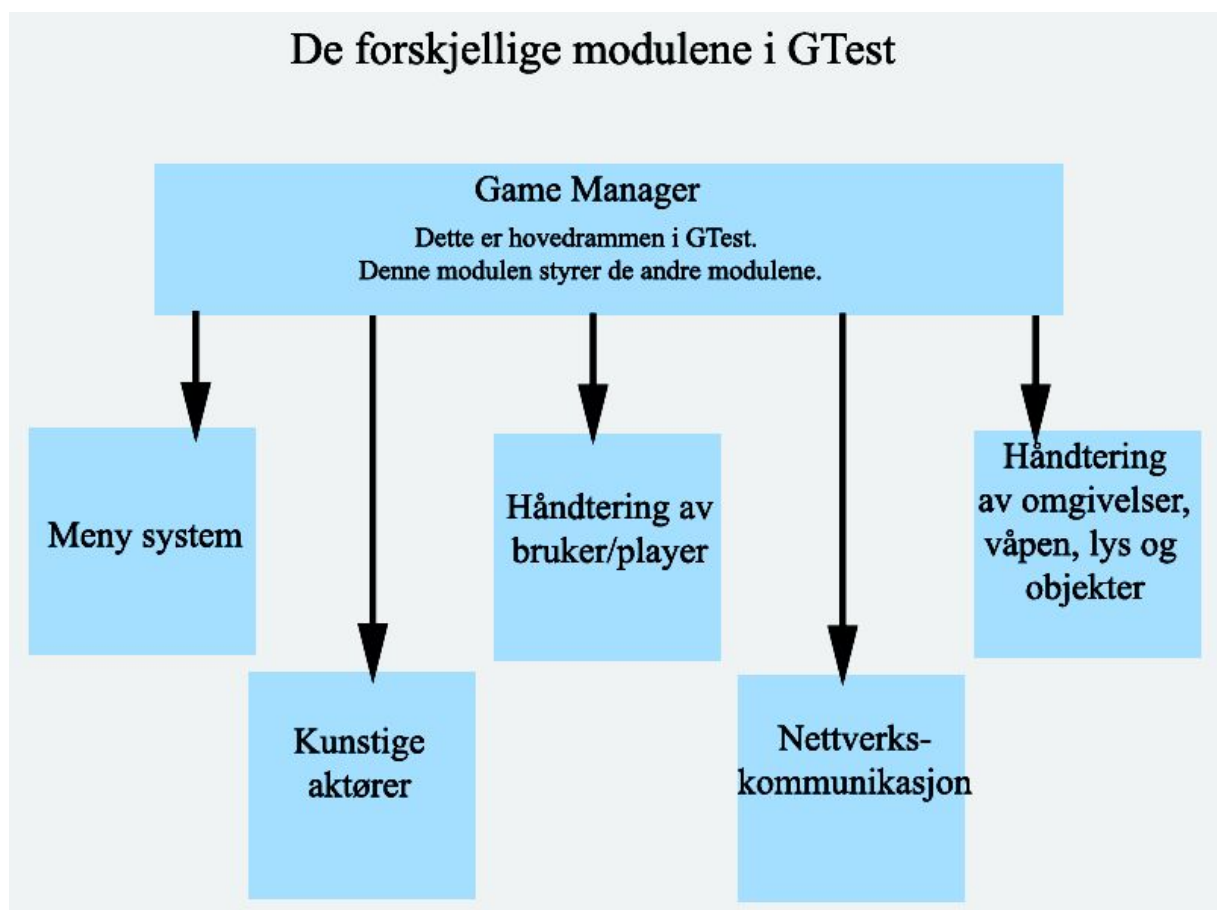 De forskjellige modulene i GTest
Game Manager
Dette er hovedrammen i GTest.
Denne modulen styrer de andre modulene.
Meny system
Kunstige
aktører
Håndtering av
bruker/player
Nettverks-
kommunikasjon
Håndtering
av omgivelser,
våpen, lys og
objekter